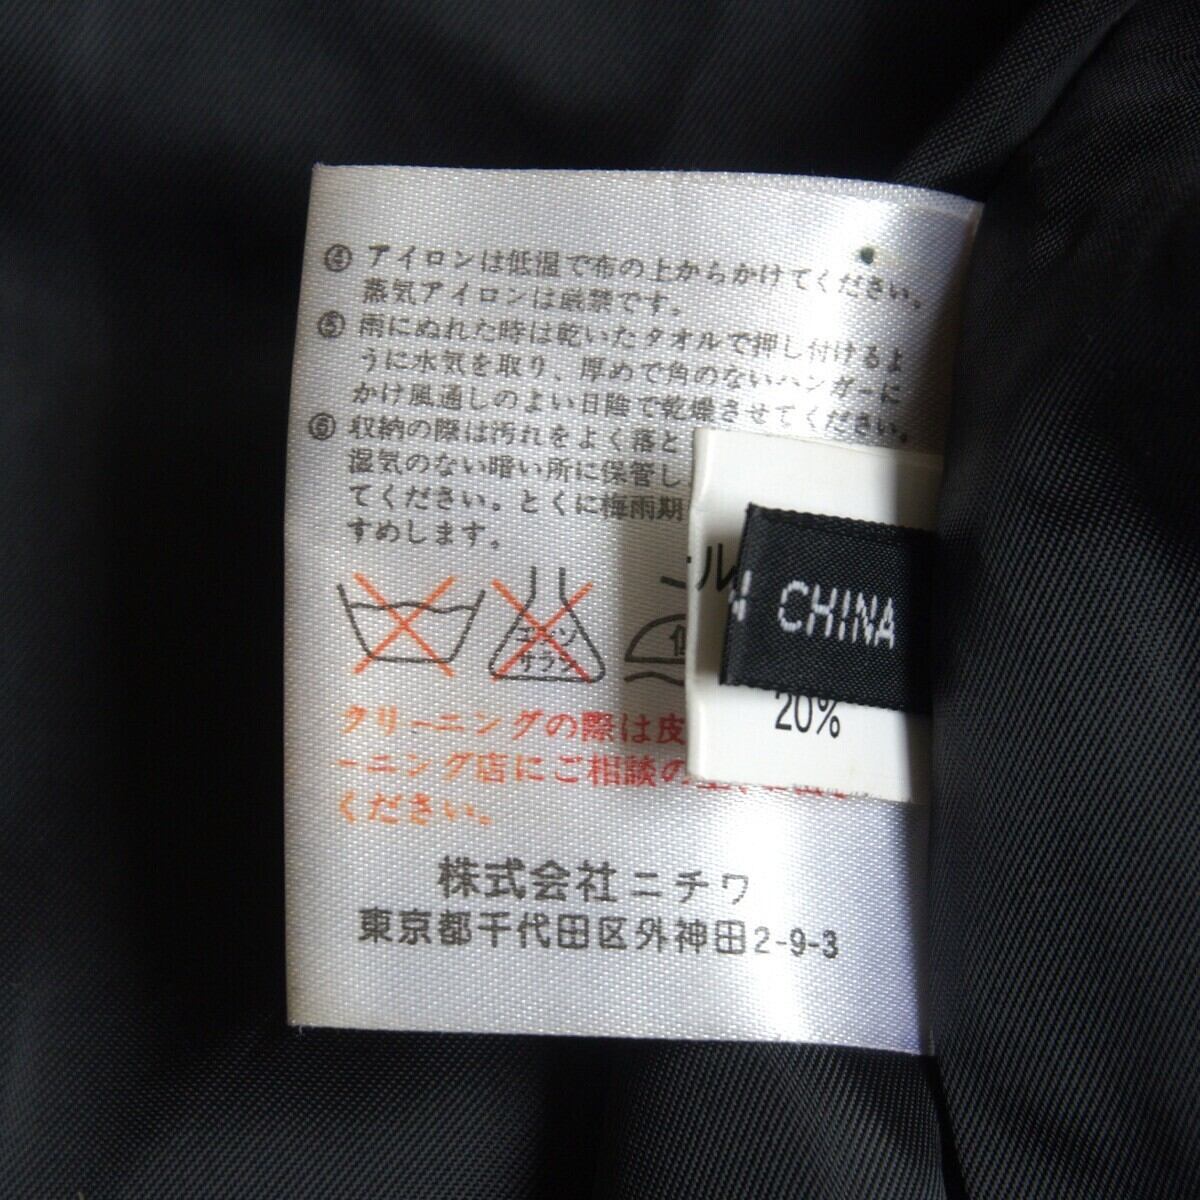 ④ アイロンは低温で布の上からかけてください。
蒸気アイロンは厳禁です。
⑤ 雨にぬれた時は乾いたタオルで押し付けるよ
うに水気を取り、厚めで角のないハンガーに
かけ風通しのよい日陰で乾燥させてください。
⑥ 収納の際は汚れをよく落と
湿気のない暗い所に保管し
てください。とくに梅雨期
すめします。
エンソ
サラシ
低
ール
CHINA
20%
クリーニングの際は皮
ーニング店にご相談の
ください。
株式会社ニチワ
東京都千代田区外神田2-9-3